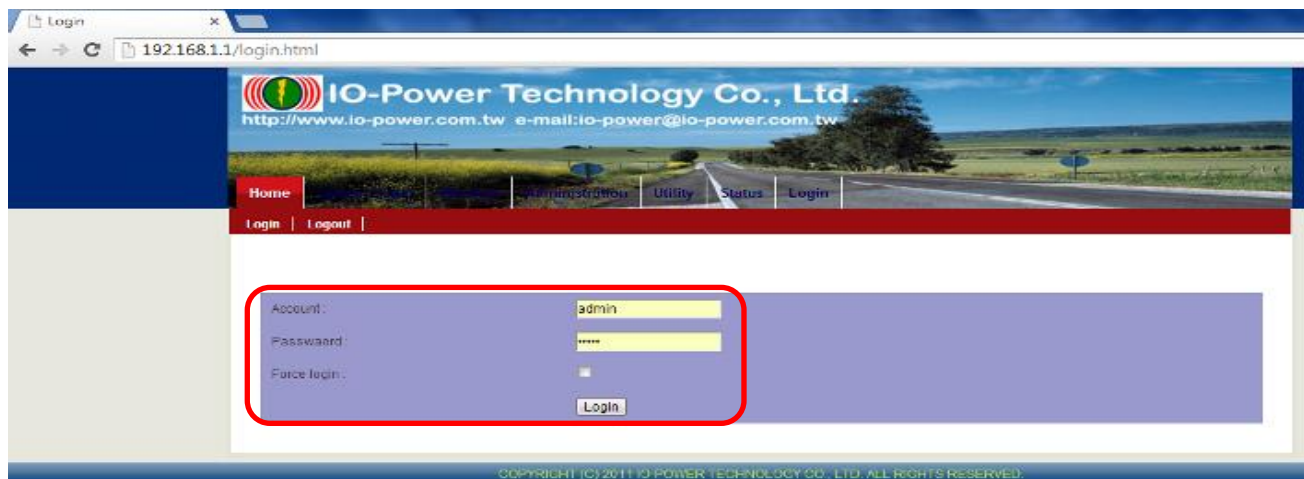 Login
192.168.1.1/login.html
IO-Power Technology Co., Ltd.
http://www.io-power.com.tw e-mail:io-power@io-power.com.tw
Home Administration Utility Status Login
Login | Logout |
Account :
admin
Passwaerd :
•••••
Force login :
Login
COPYRIGHT (C) 2011 IO-POWER TECHNOLOGY CO., LTD. ALL RIGHTS RESERVED.